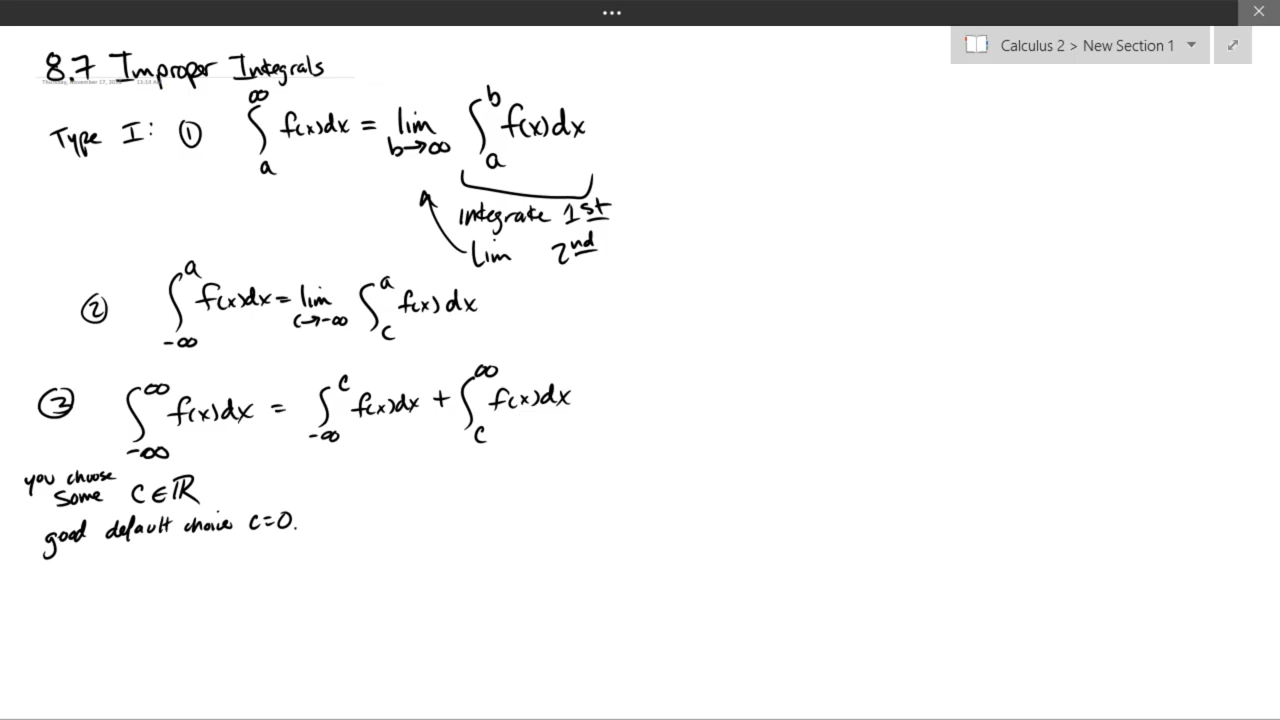 ...
Calculus 2 > New Section 1
8.7 Improper Integrals
Type I: ① ∫_a^∞ f(x)dx = lim_{b→∞} ∫_a^b f(x)dx
integrate 1st
lim 2nd
② ∫_{-∞}^a f(x)dx = lim_{c→-∞} ∫_c^a f(x)dx
③ ∫_{-∞}^∞ f(x)dx = ∫_{-∞}^c f(x)dx + ∫_c^∞ f(x)dx
you choose
some C∈ℝ
good default choice c=0.